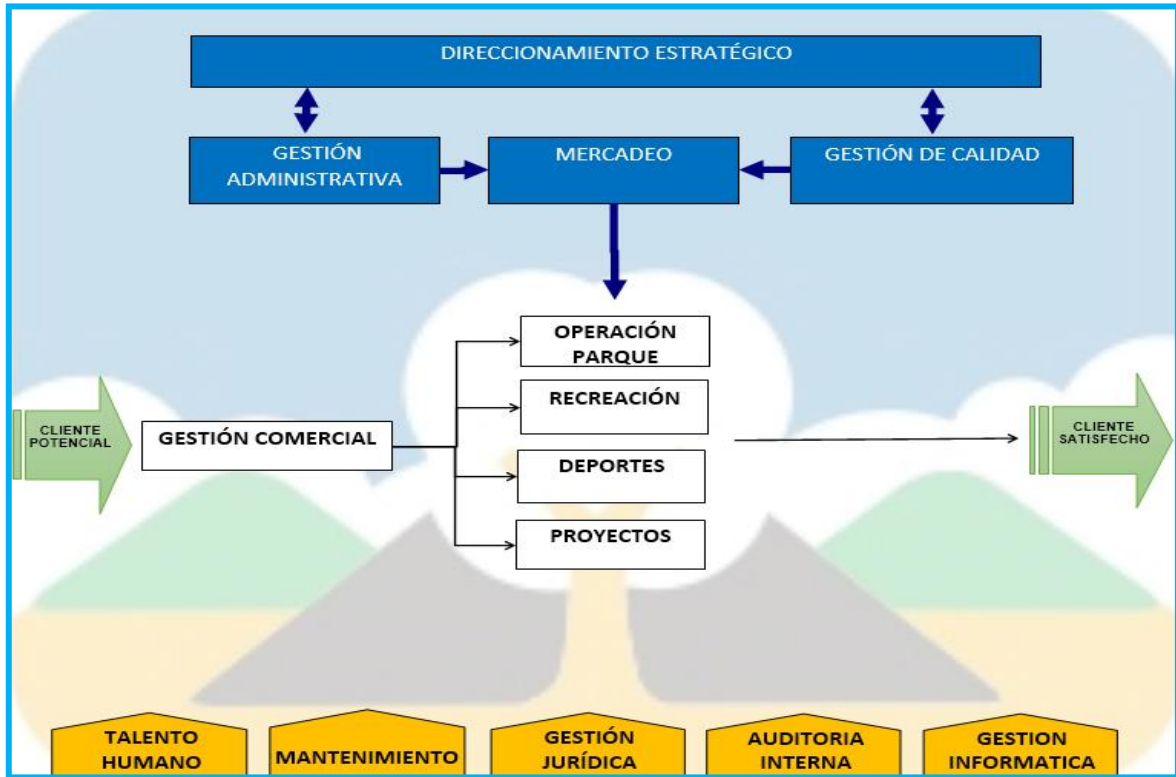 DIRECCIONAMIENTO ESTRATÉGICO
GESTIÓN
ADMINISTRATIVA
MERCADEO
GESTIÓN DE CALIDAD
OPERACIÓN
PARQUE
RECREACIÓN
CLIENTE
POTENCIAL
GESTIÓN COMERCIAL
CLIENTE
SATISFECHO
DEPORTES
PROYECTOS
TALENTO
HUMANO
MANTENIMIENTO
GESTIÓN
JURÍDICA
AUDITORIA
INTERNA
GESTION
INFORMATICA